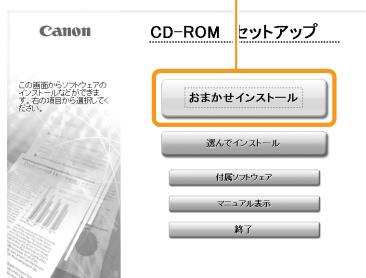 Canon
CD-ROM セットアップ
この画面からソフトウェアの
インストールなどができま
す。右の項目から選択してく
ださい。
おまかせインストール
選んでインストール
付属ソフトウェア
マニュアル表示
終了